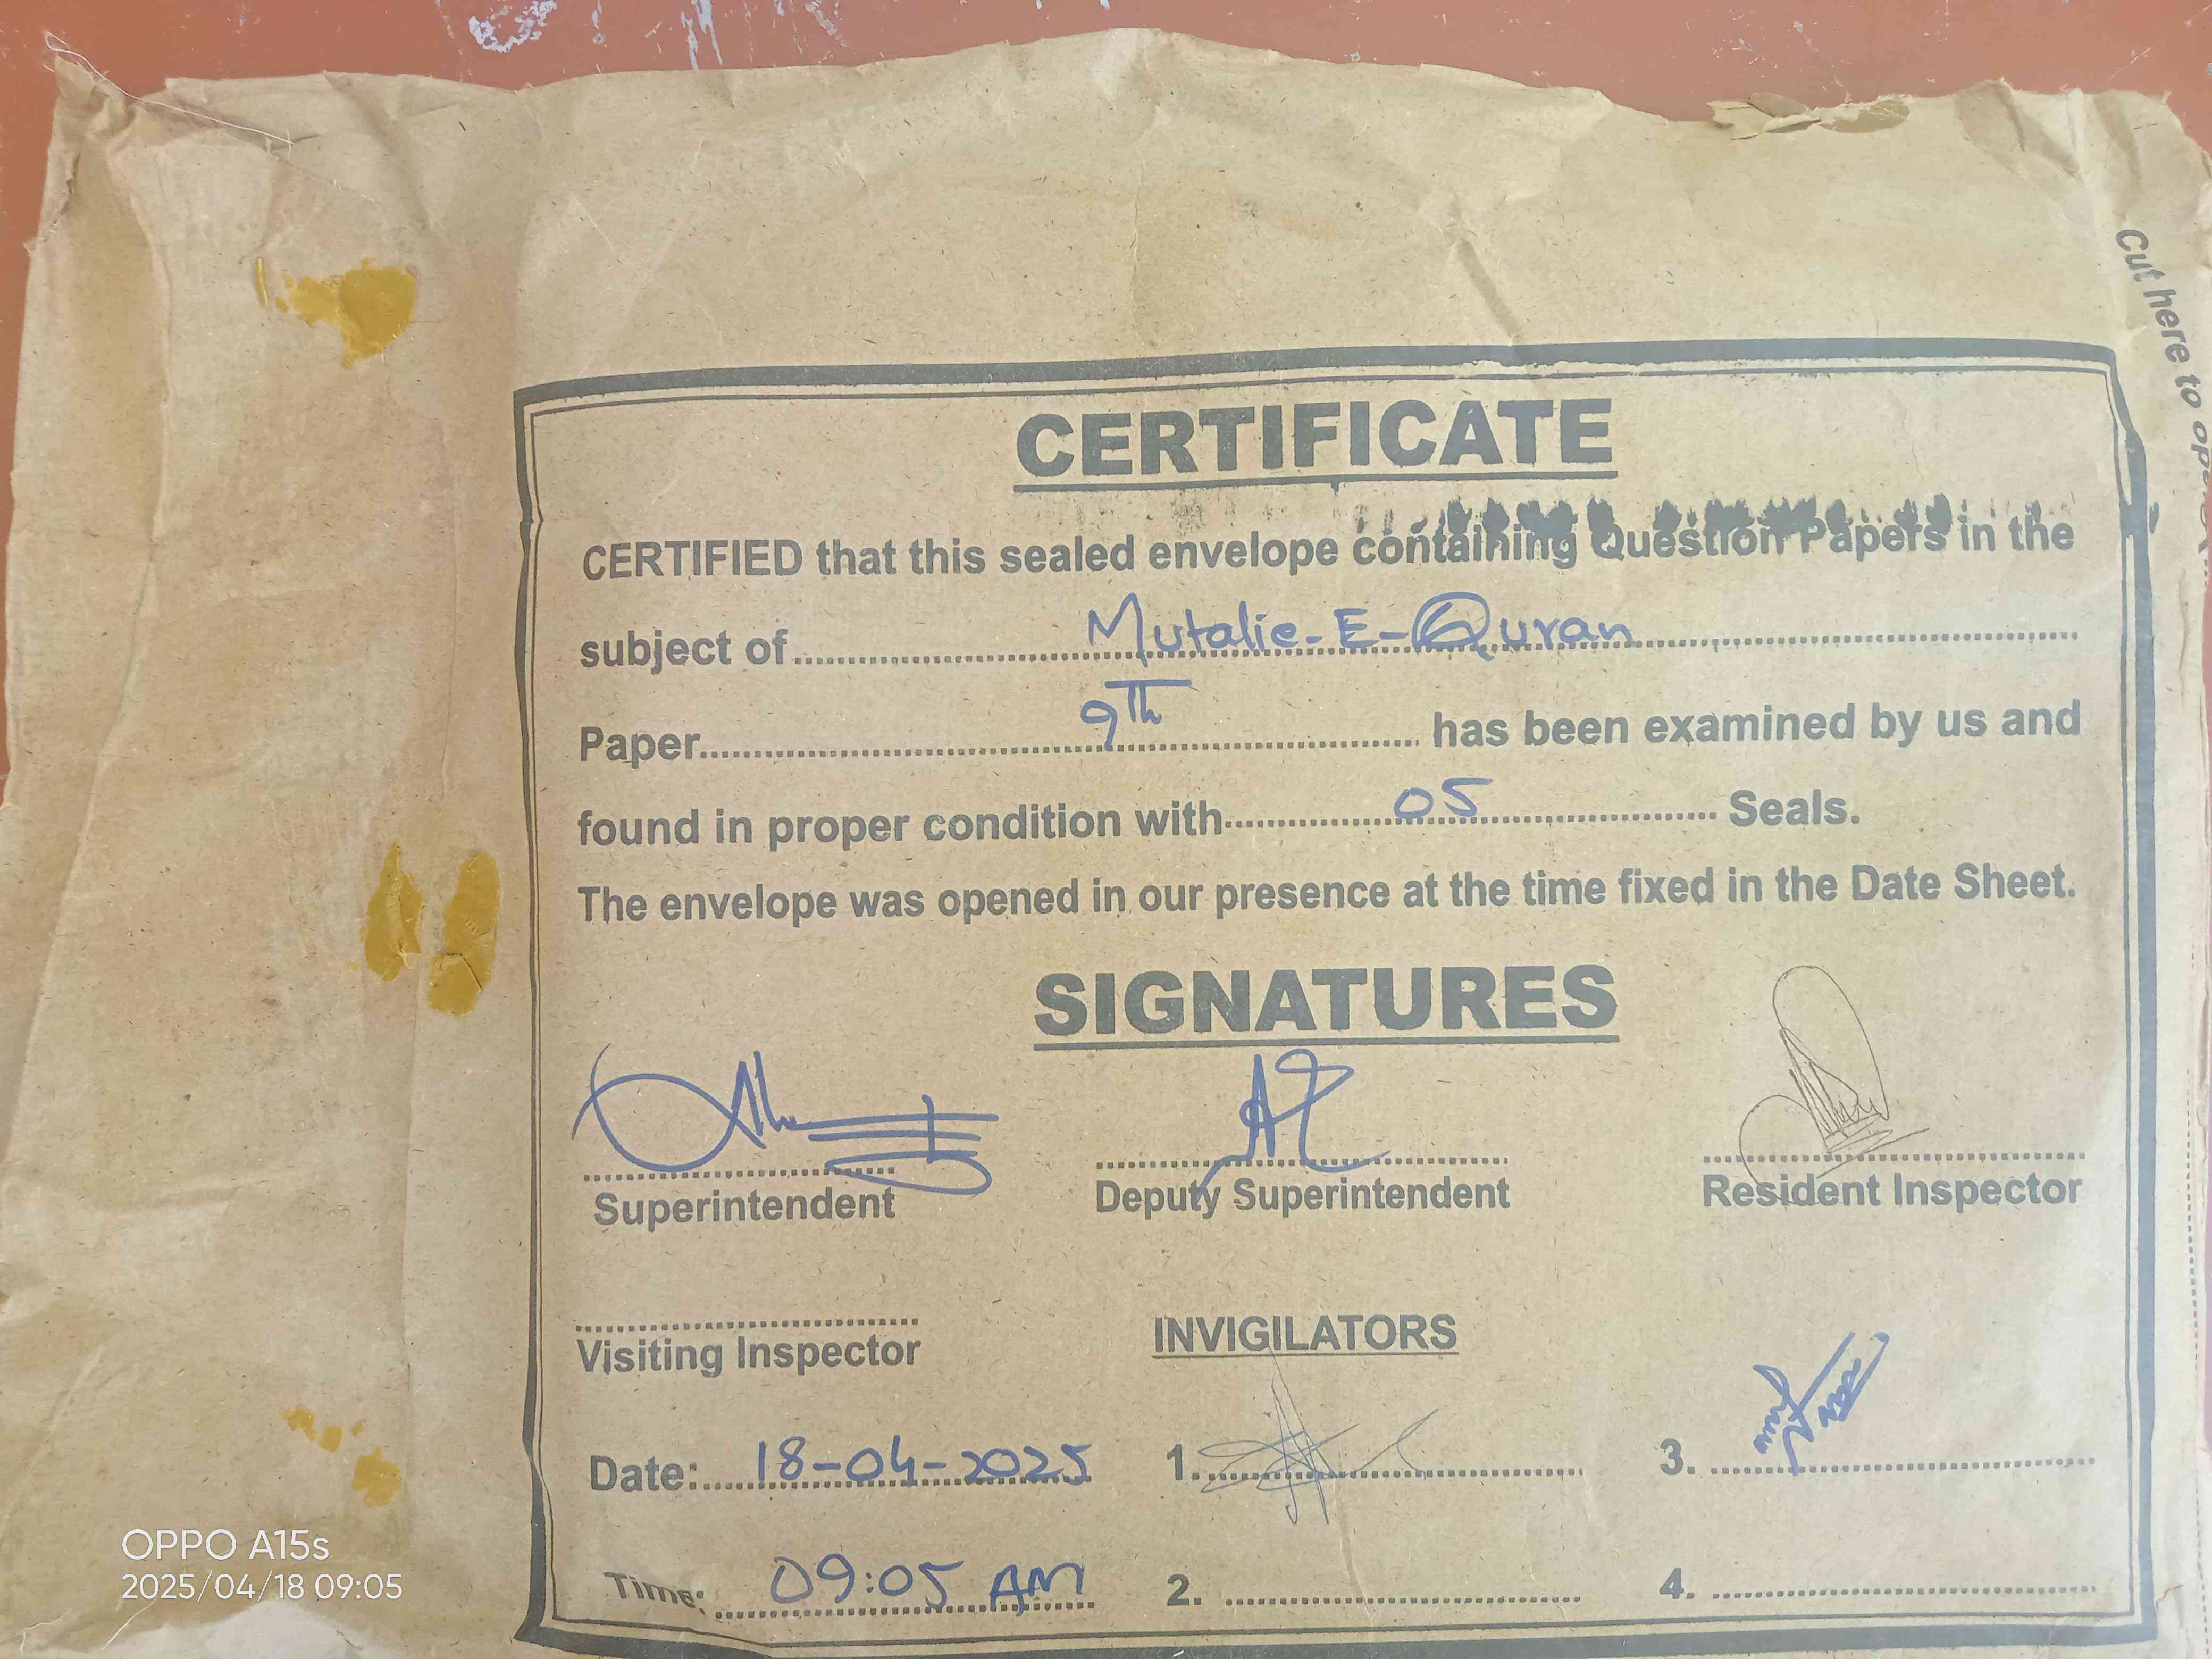 Cut here to open
CERTIFICATE
CERTIFIED that this sealed envelope containing Question Papers in the
subject of Mutalie-E-Quran
Paper 9Th has been examined by us and
found in proper condition with 05 Seals.
The envelope was opened in our presence at the time fixed in the Date Sheet.
SIGNATURES
Superintendent Deputy Superintendent Resident Inspector
Visiting Inspector INVIGILATORS
Date: 18-04-2025 1. 3.
Time: 09:05 AM 2. 4.
OPPO A15s
2025/04/18 09:05